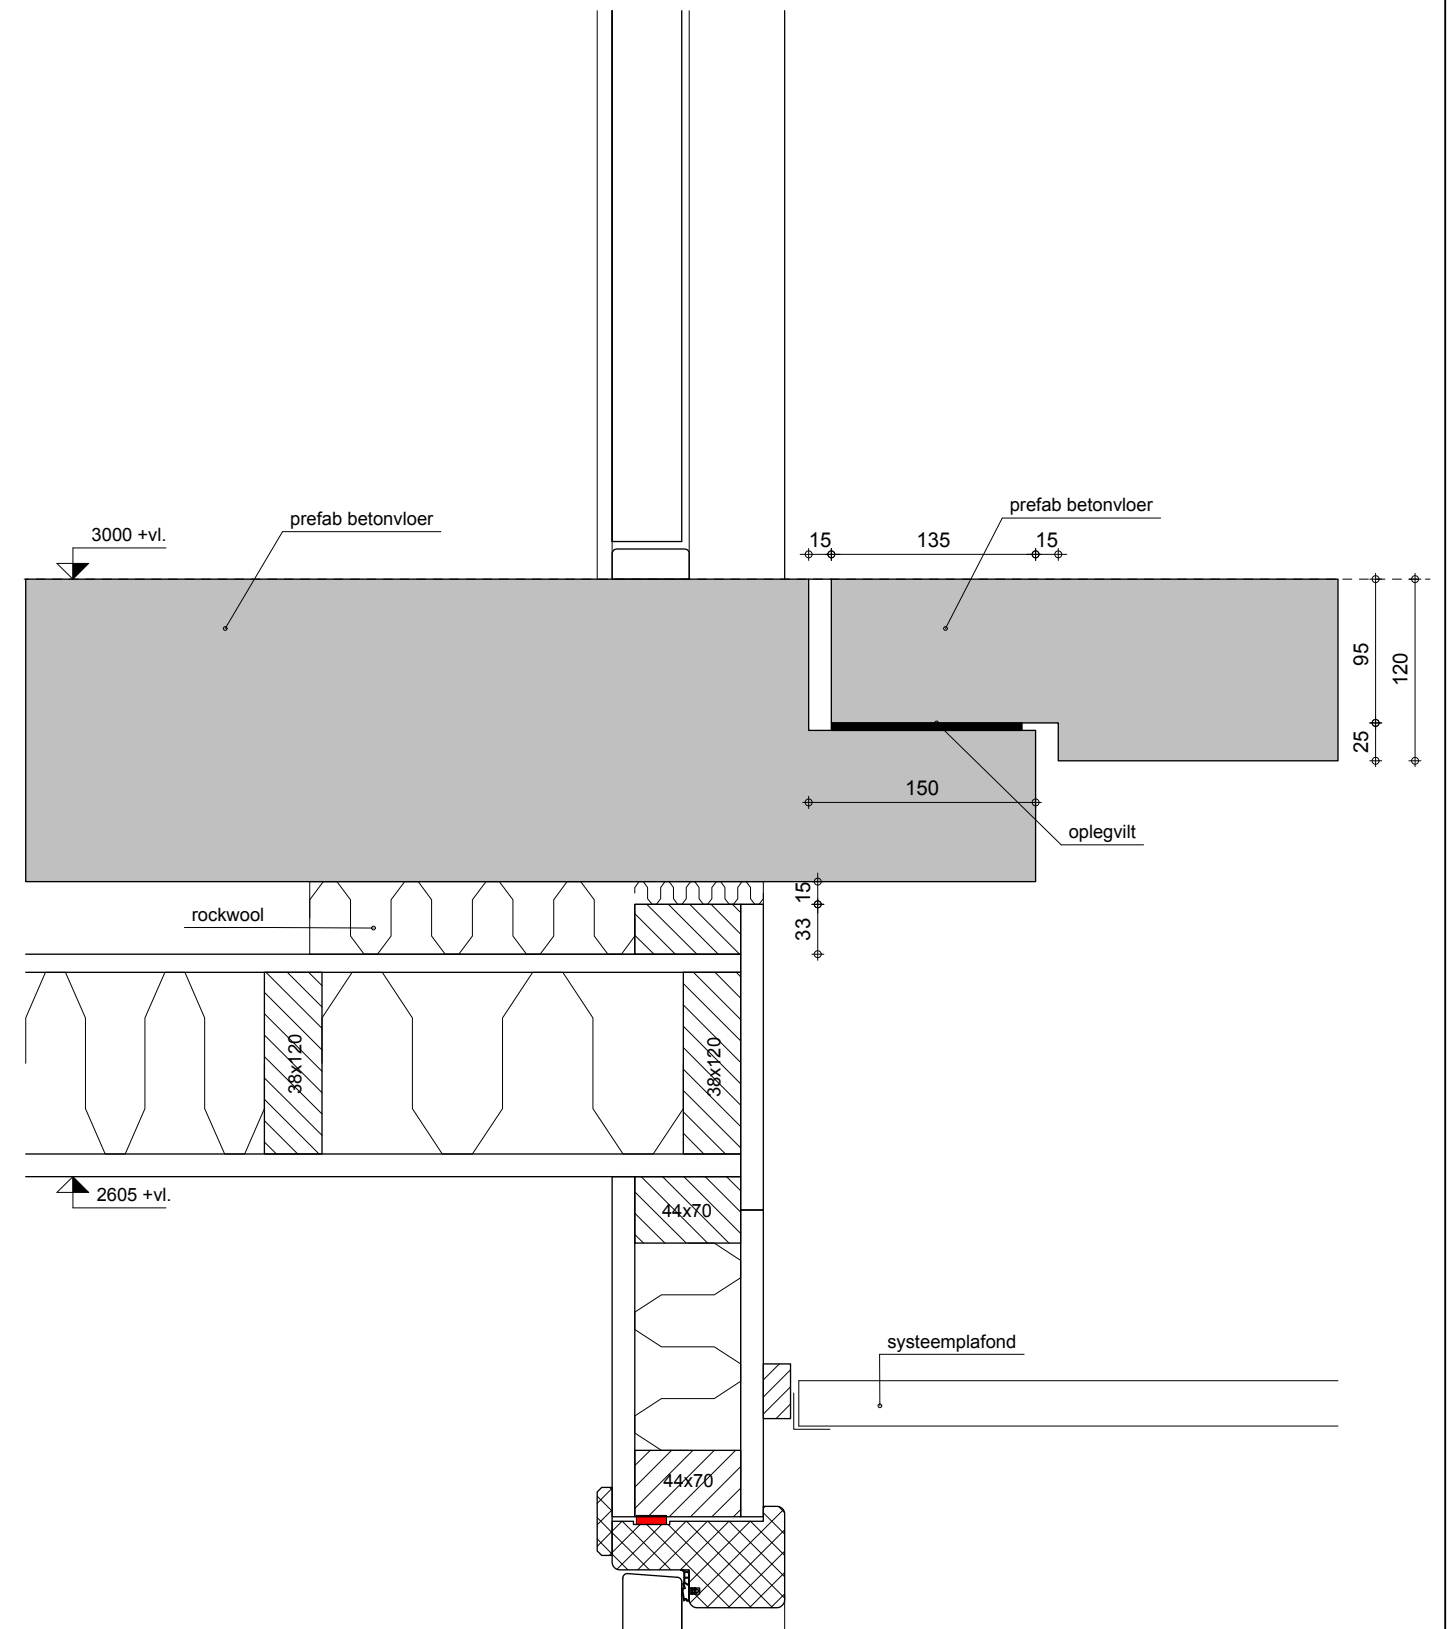 prefab betonvloer
3000 +vl.
prefab betonvloer
15
135
15
95
120
25
150
oplegvilt
15
33
rockwool
38x120
38x120
2605 +vl.
44x70
systeemplafond
44x70